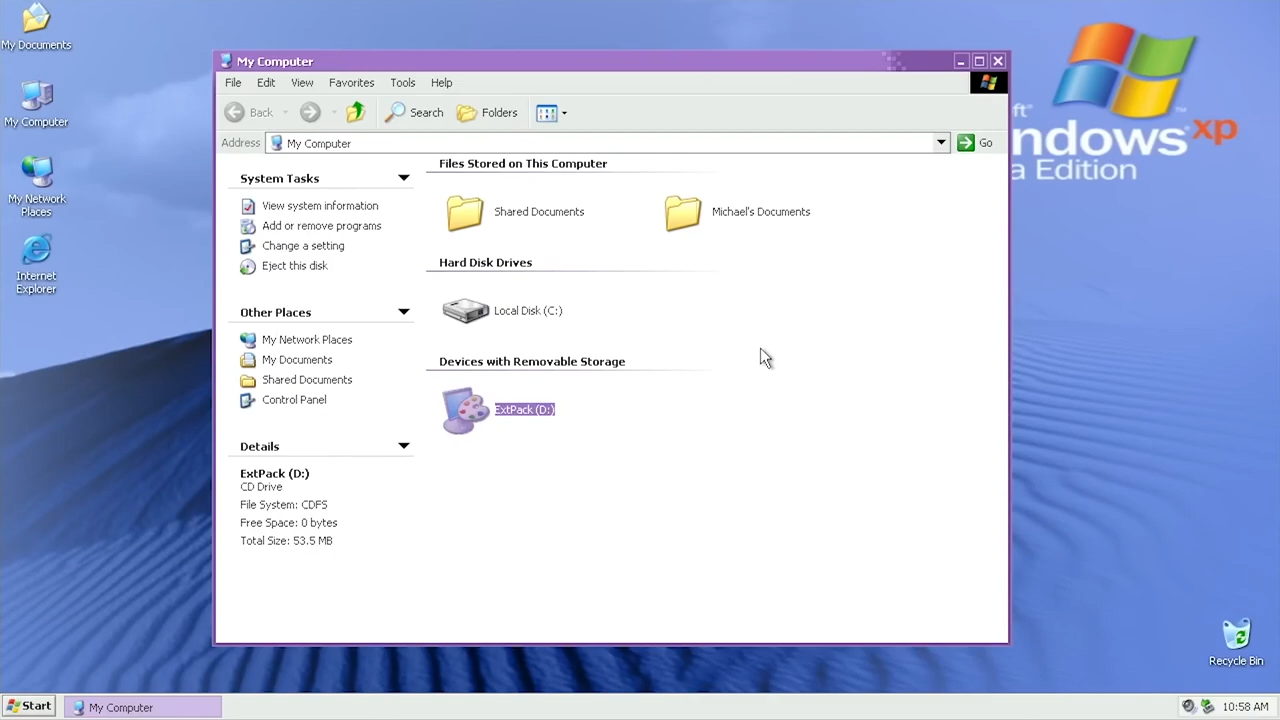 My Documents
My Computer
My Network
Places
Internet
Explorer
My Computer
File Edit View Favorites Tools Help
Back Search Folders
Address My Computer Go
System Tasks
View system information
Add or remove programs
Change a setting
Eject this disk
Other Places
My Network Places
My Documents
Shared Documents
Control Panel
Details
ExtPack (D:)
CD Drive
File System: CDFS
Free Space: 0 bytes
Total Size: 53.5 MB
Files Stored on This Computer
Shared Documents Michael's Documents
Hard Disk Drives
Local Disk (C:)
Devices with Removable Storage
ExtPack (D:)
ft®
ndows xp
a Edition
™
Recycle Bin
Start My Computer 10:58 AM